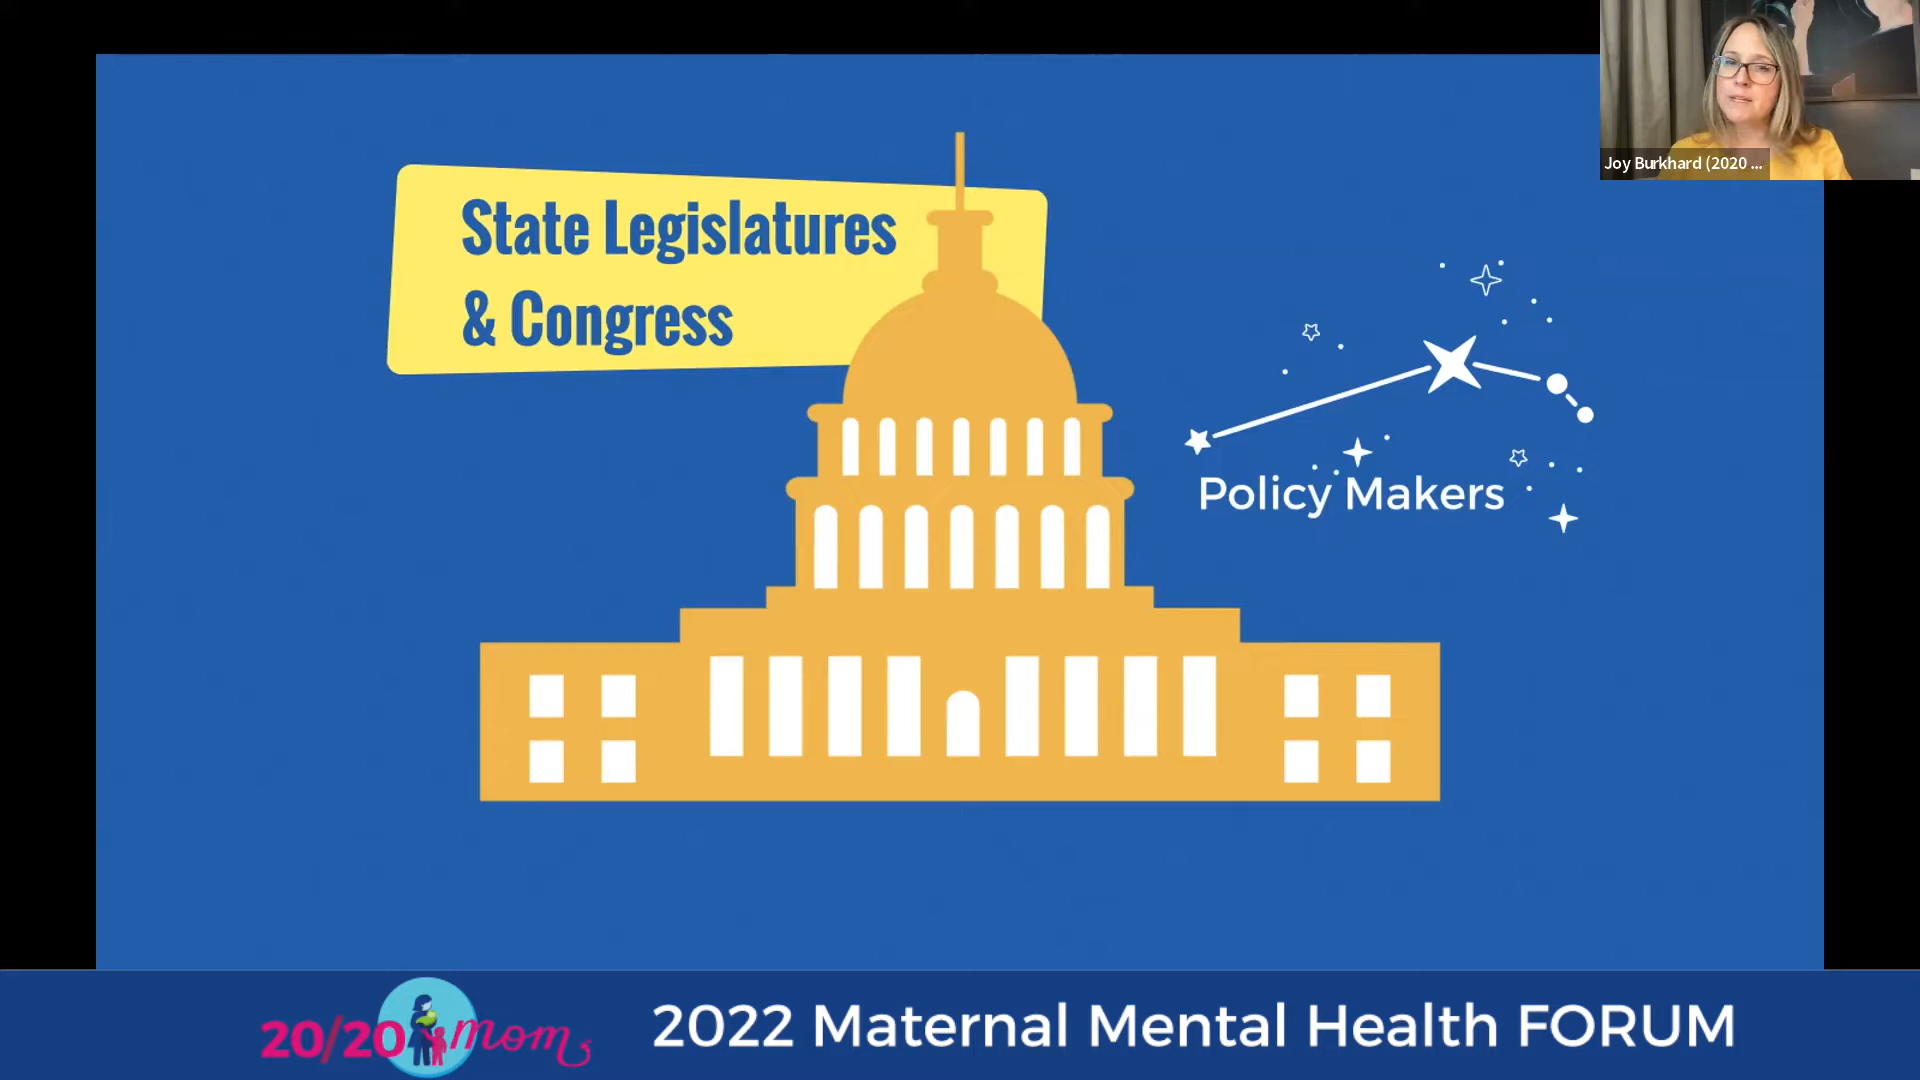 State Legislatures
& Congress
Policy Makers
Joy Burkhard (2020 ...
20/20 mom
2022 Maternal Mental Health FORUM